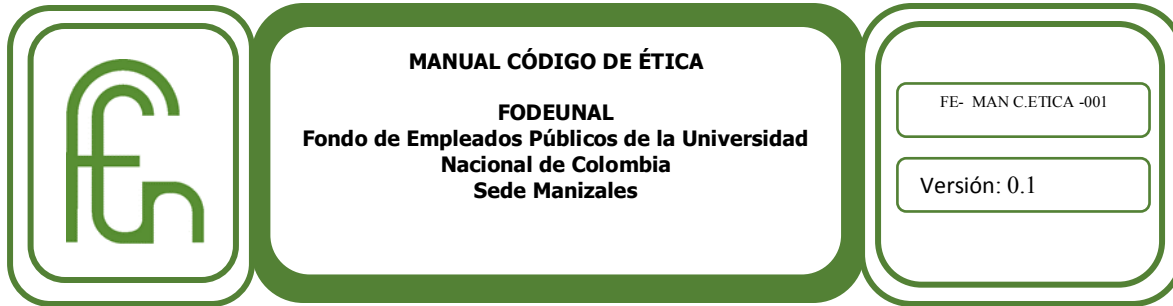 MANUAL CÓDIGO DE ÉTICA
FODEUNAL
Fondo de Empleados Públicos de la Universidad
Nacional de Colombia
Sede Manizales
FE- MAN C.ETICA -001
Versión: 0.1